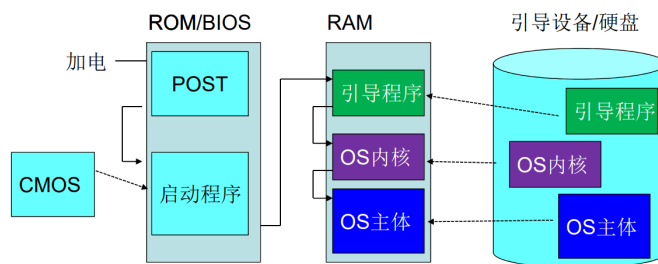 ROM/BIOS
RAM
引导设备/硬盘
加电
POST
引导程序
引导程序
OS内核
OS内核
CMOS
启动程序
OS主体
OS主体